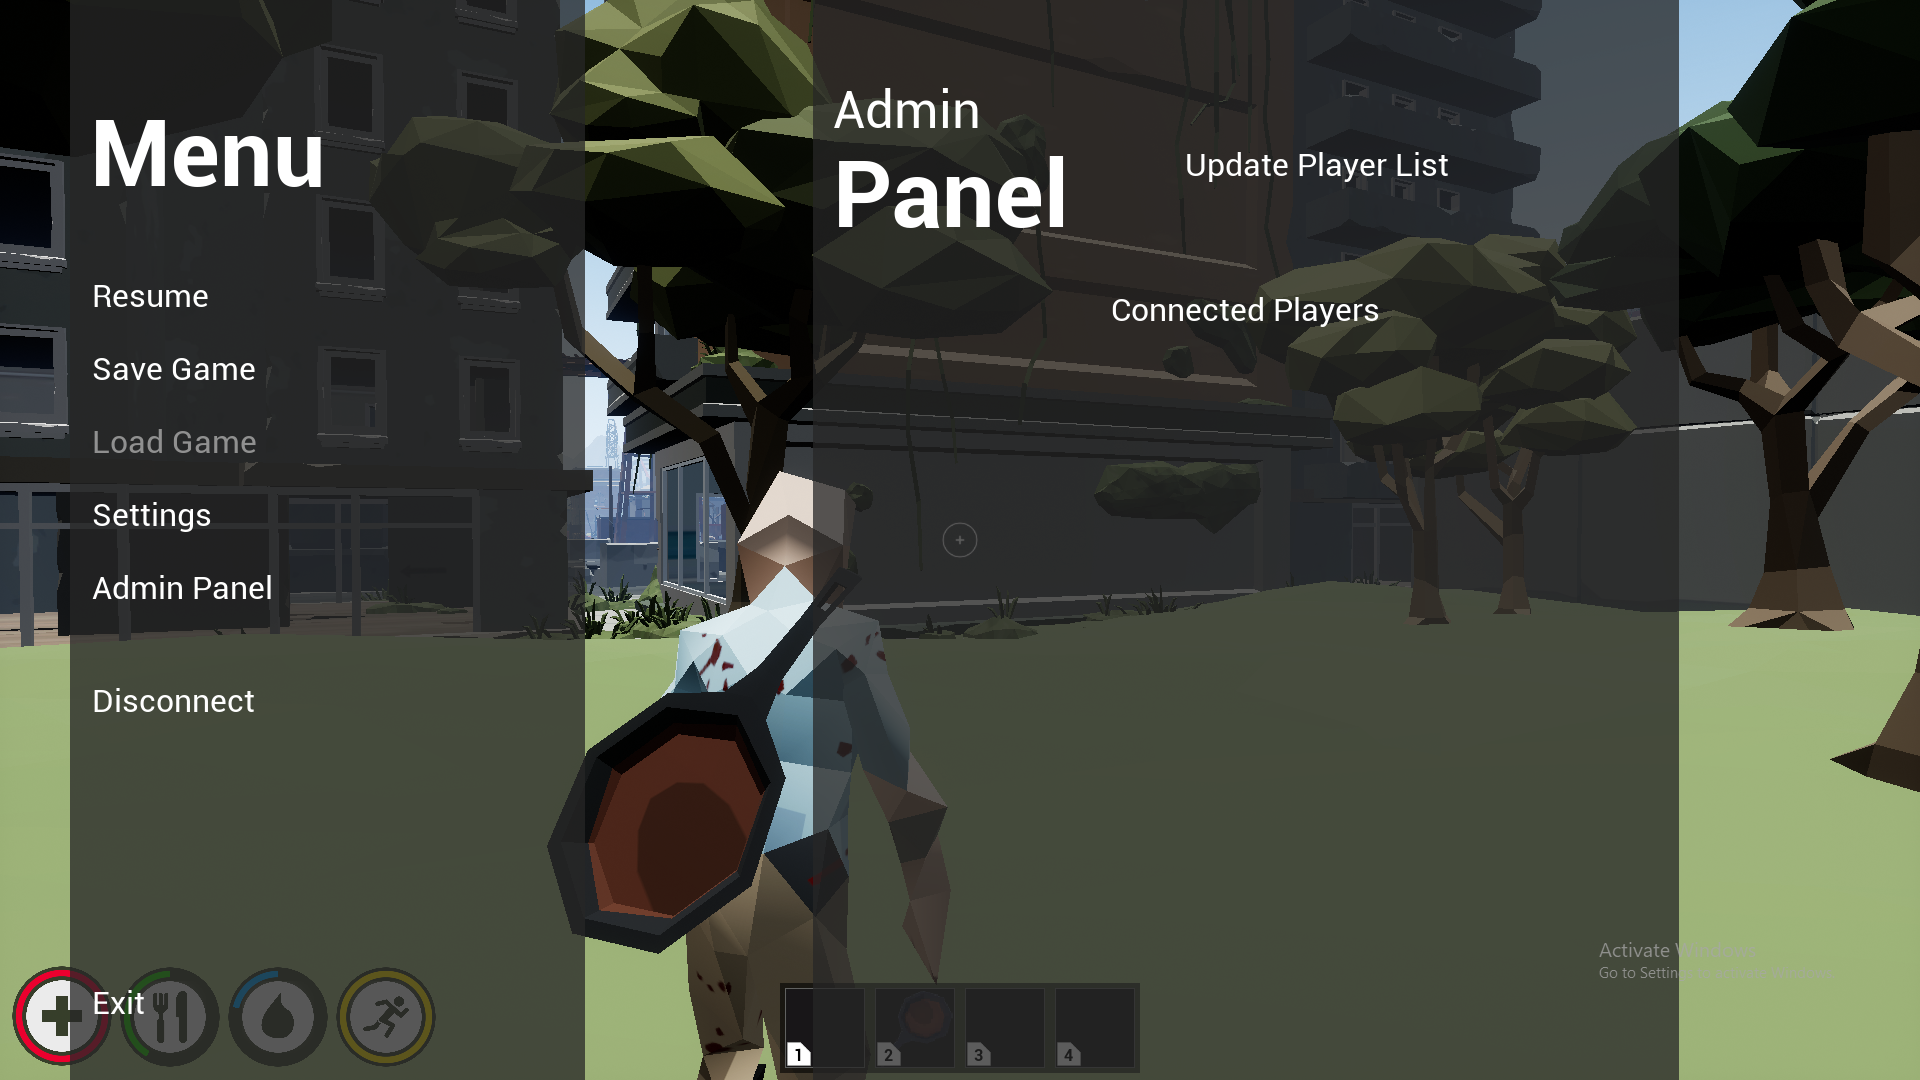 Menu
Resume
Save Game
Load Game
Settings
Admin Panel
Disconnect
Exit
Admin
Panel
Update Player List
Connected Players
Activate
Go to
1
2
3
4